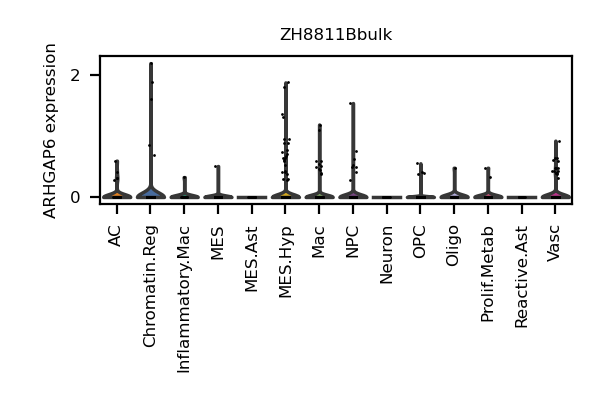 ZH8811Bbulk
ARHGAP6 expression
2
0
AC
Chromatin.Reg
Inflammatory.Mac
MES
MES.Ast
MES.Hyp
Mac
NPC
Neuron
OPC
Oligo
Prolif.Metab
Reactive.Ast
Vasc